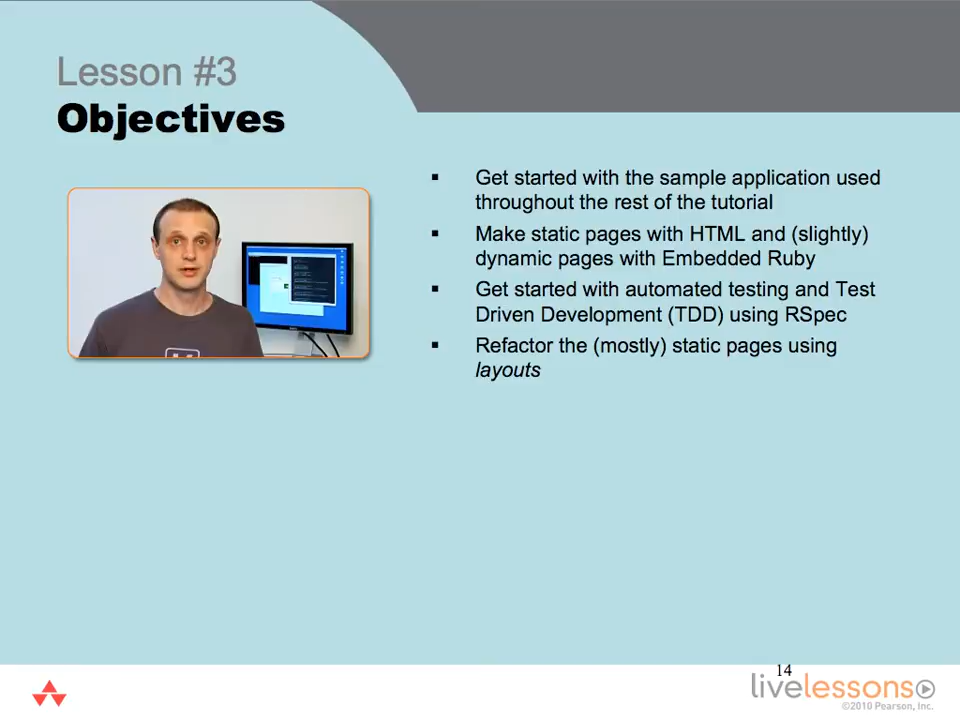 Lesson #3
Objectives
▪ Get started with the sample application used
throughout the rest of the tutorial
▪ Make static pages with HTML and (slightly)
dynamic pages with Embedded Ruby
▪ Get started with automated testing and Test
Driven Development (TDD) using RSpec
▪ Refactor the (mostly) static pages using
layouts
14
livelessons
©2010 Pearson, Inc.